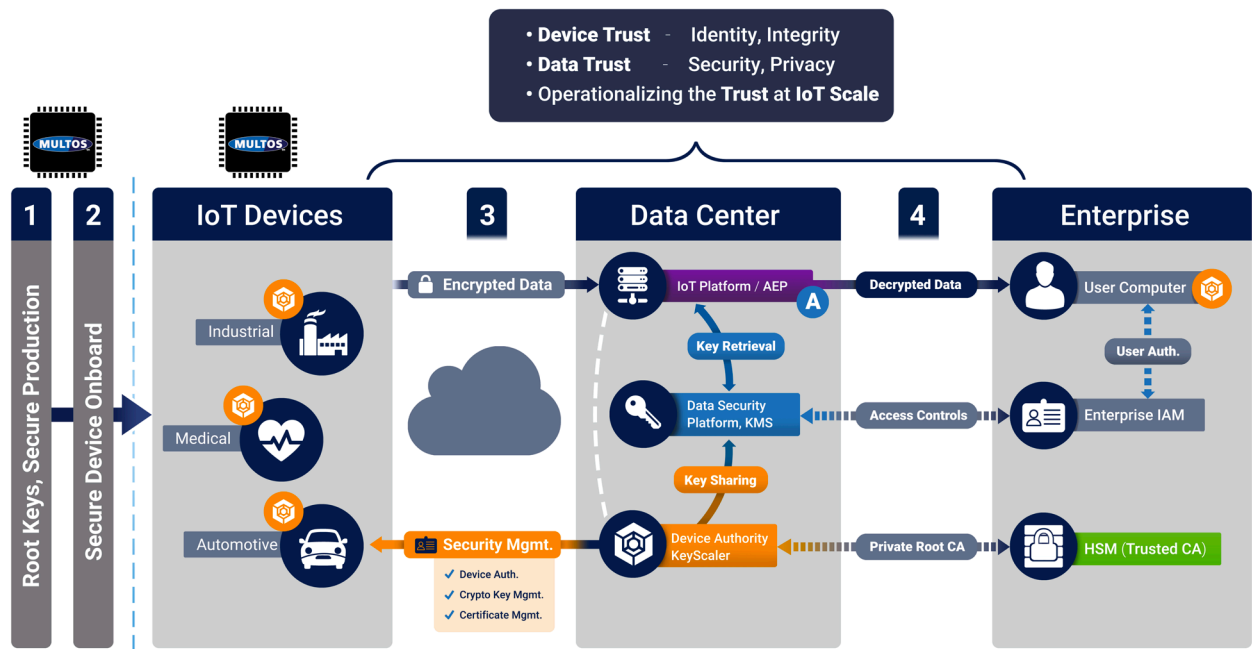 • Device Trust - Identity, Integrity
• Data Trust - Security, Privacy
• Operationalizing the Trust at IoT Scale
MULTOS™
MULTOS™
1
2
IoT Devices
3
Data Center
4
Enterprise
Root Keys, Secure Production
Secure Device Onboard
Encrypted Data
IoT Platform / AEP
A
Decrypted Data
User Computer
Industrial
Key Retrieval
User Auth.
Medical
Data Security
Platform, KMS
Access Controls
Enterprise IAM
Key Sharing
Automotive
Security Mgmt.
Device Auth.
Crypto Key Mgmt.
Certificate Mgmt.
Device Authority
KeyScaler
Private Root CA
HSM (Trusted CA)